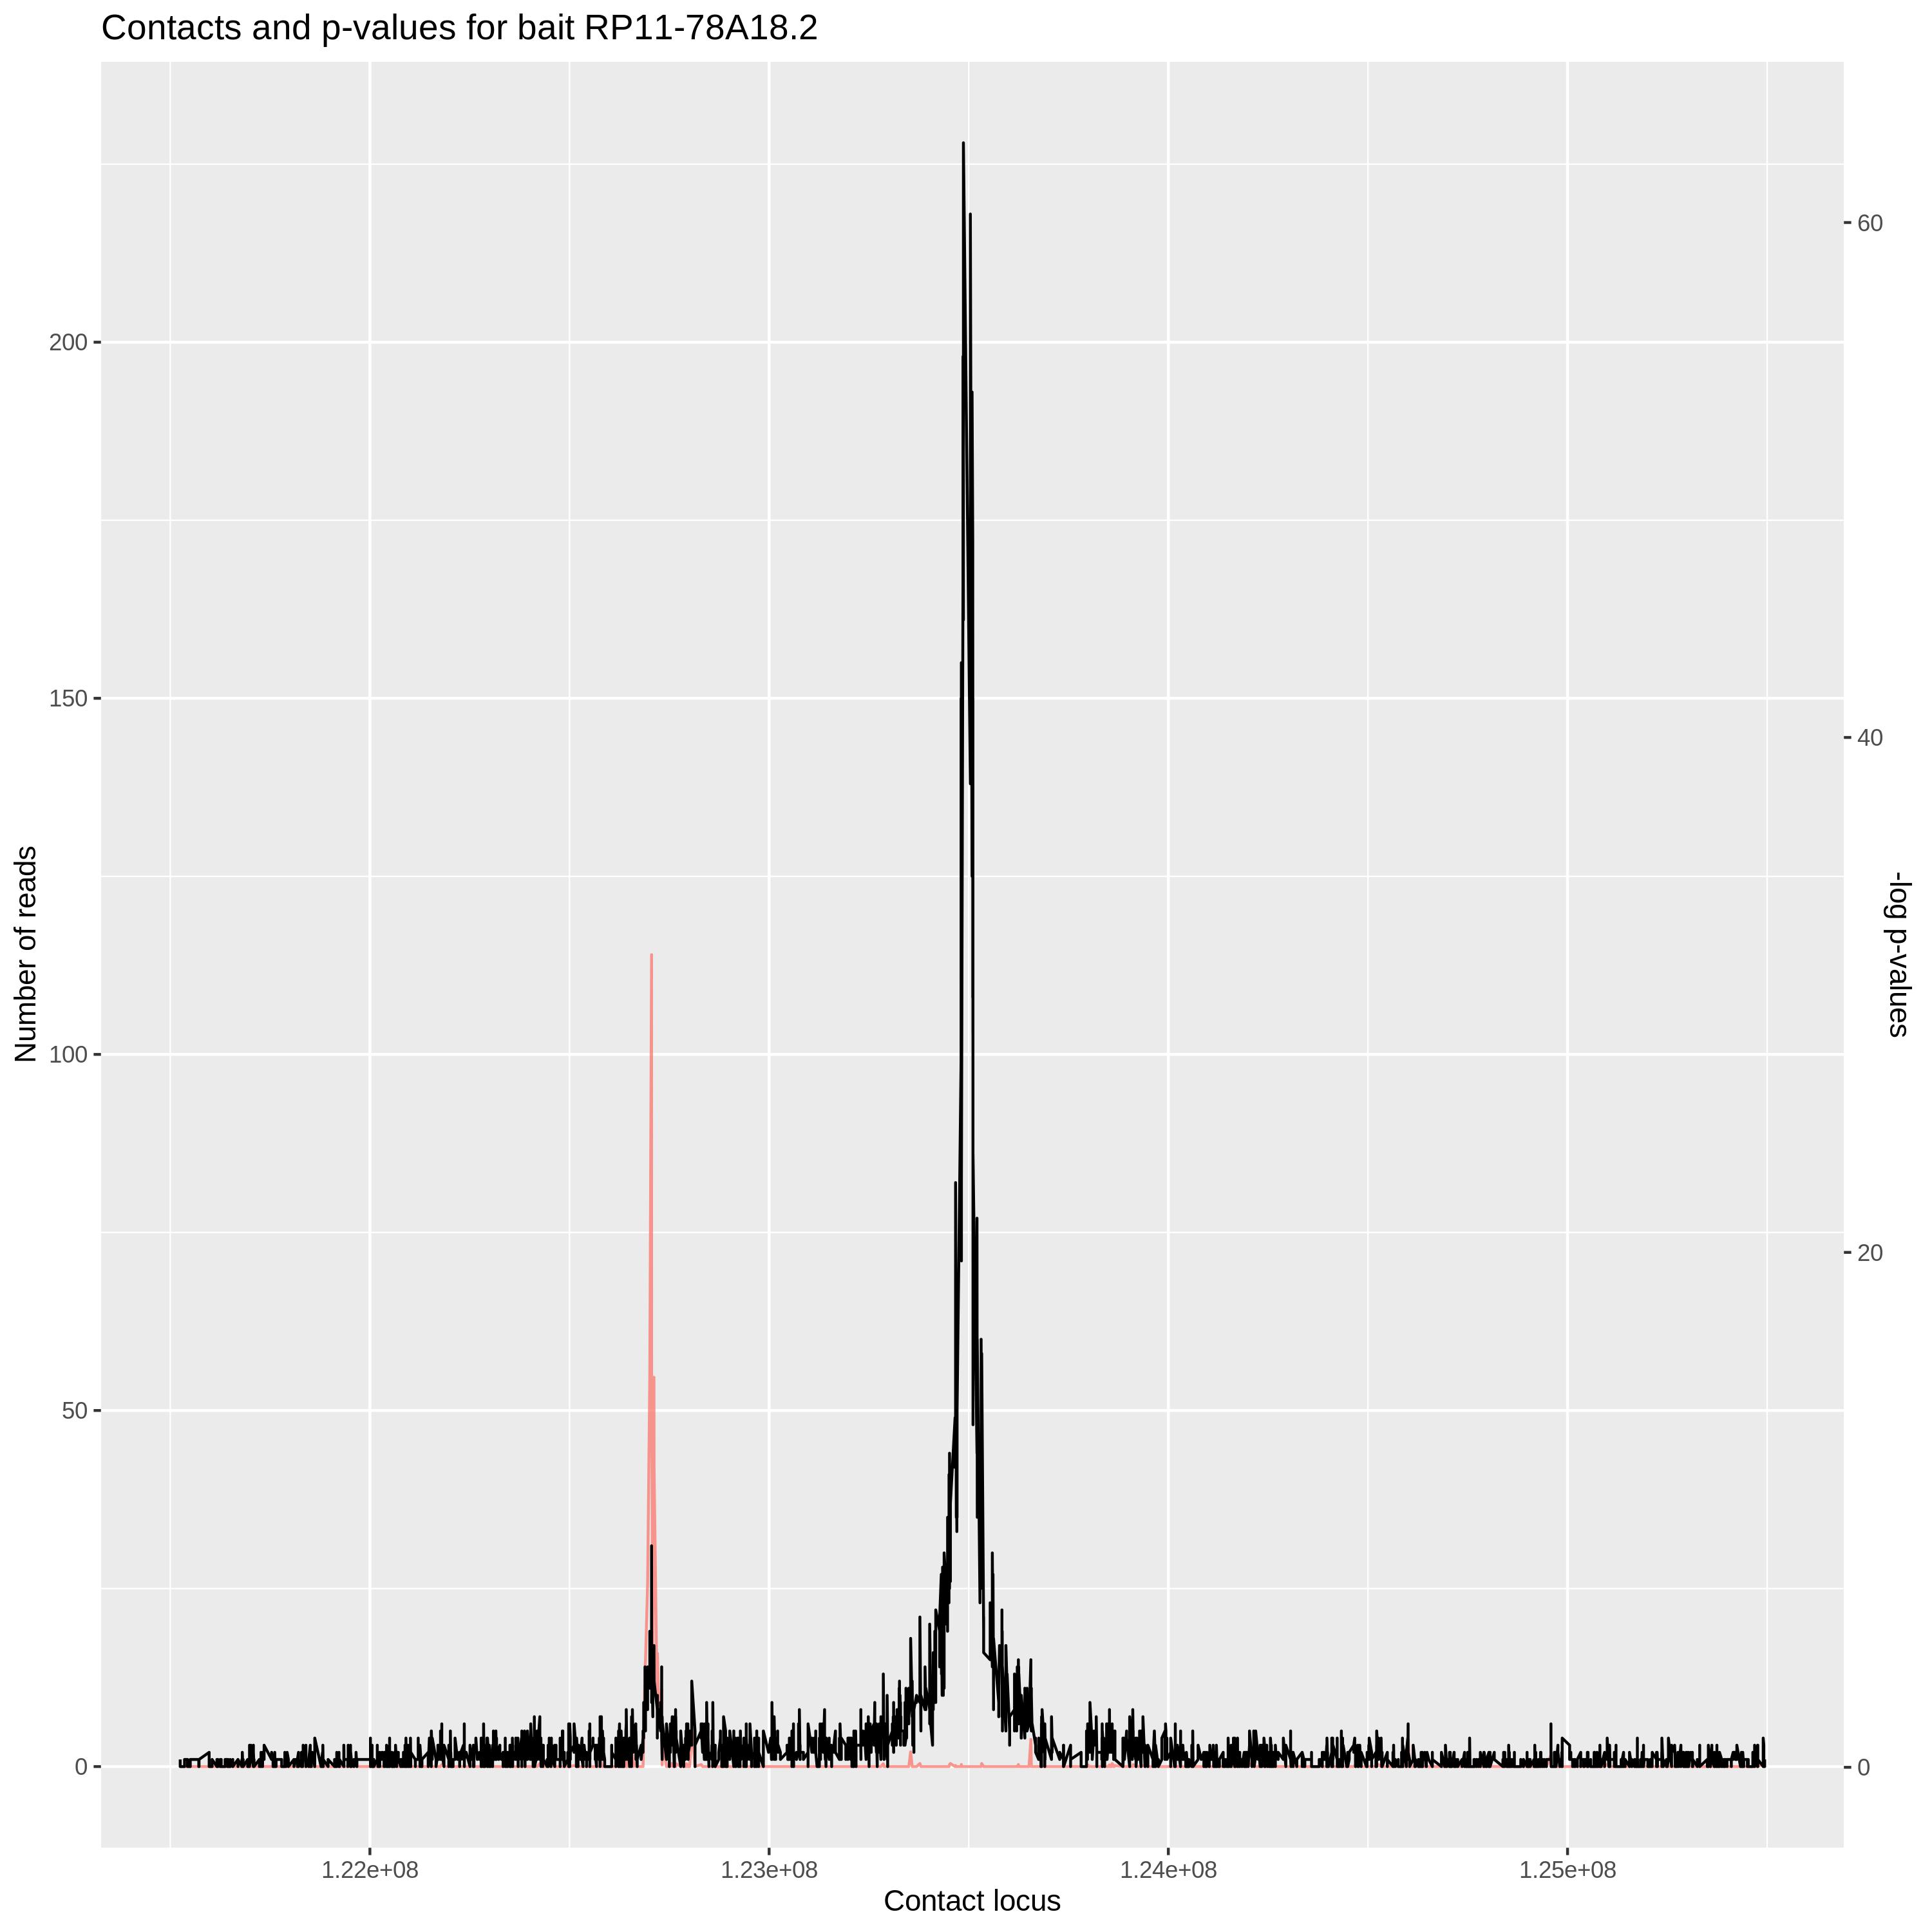 Contacts and p-values for bait RP11-78A18.2
Number of reads
200
150
100
50
0
60
40
20
0
-log p-values
1.22e+08
1.23e+08
1.24e+08
1.25e+08
Contact locus